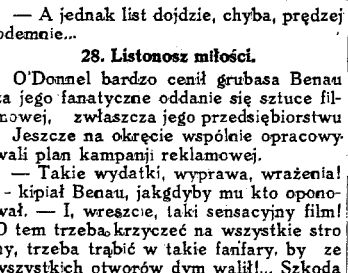 — A jednak list dojdzie, chyba, prędzej
odemnie...
28. Listonosz miłości.
O'Donnel bardzo cenił grubasa Benau
za jego fanatyczne oddanie się sztuce fil-
mowej, zwłaszcza jego przedsiębiorstwu
Jeszcze na okręcie wspólnie opracowy-
wali plan kampanji reklamowej.
— Takie wydatki, wyprawa, wrażenia!
- kipiał Benau, jakgdyby mu kto opono-
wał. — I, wreszcie, taki sensacyjny film!
O tem trzeba krzyczeć na wszystkie stro
ny, trzeba trąbić w takie fanfary, by ze
wszystkich otworów dym walił!... Szkoda